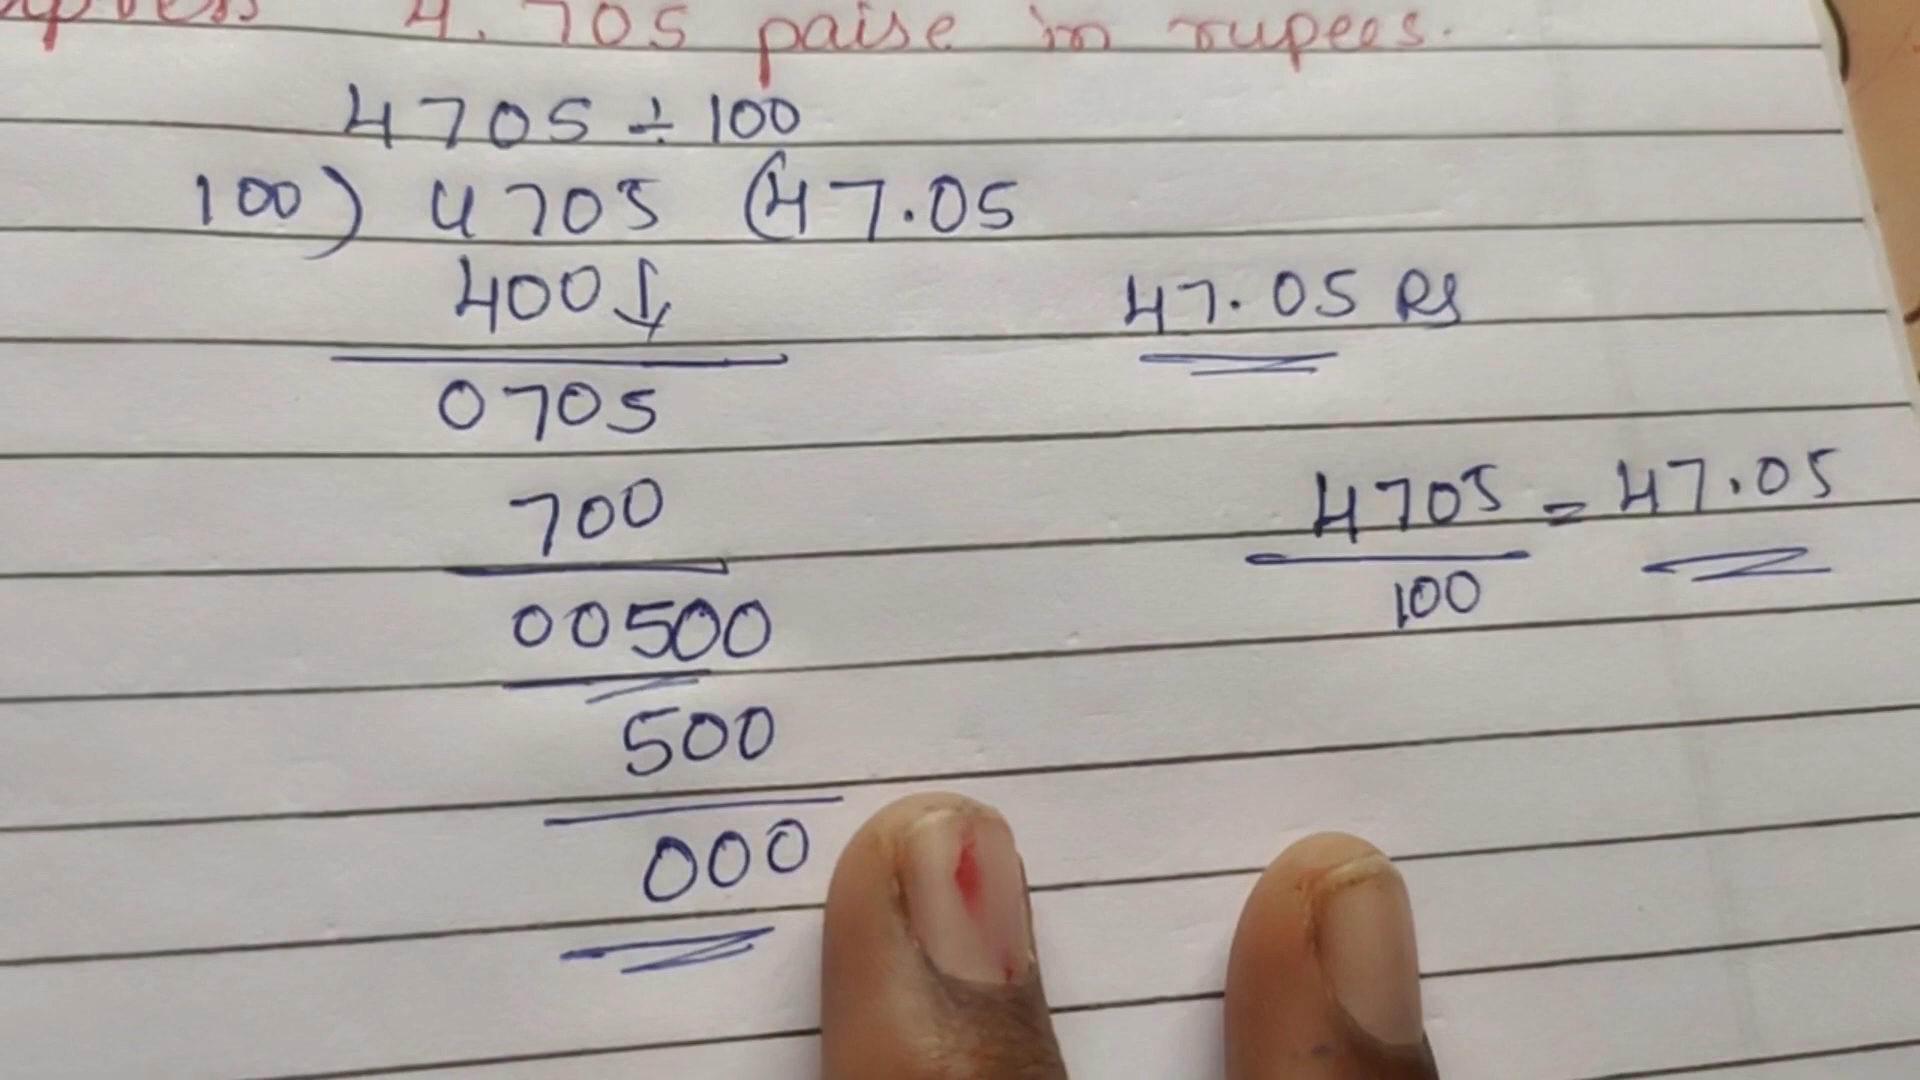 4.705 paise in rupees.
4705 ÷ 100
100) 4705 (47.05
400↓
47.05 Rs
0705
4705 = 47.05
100
700
00500
500
000